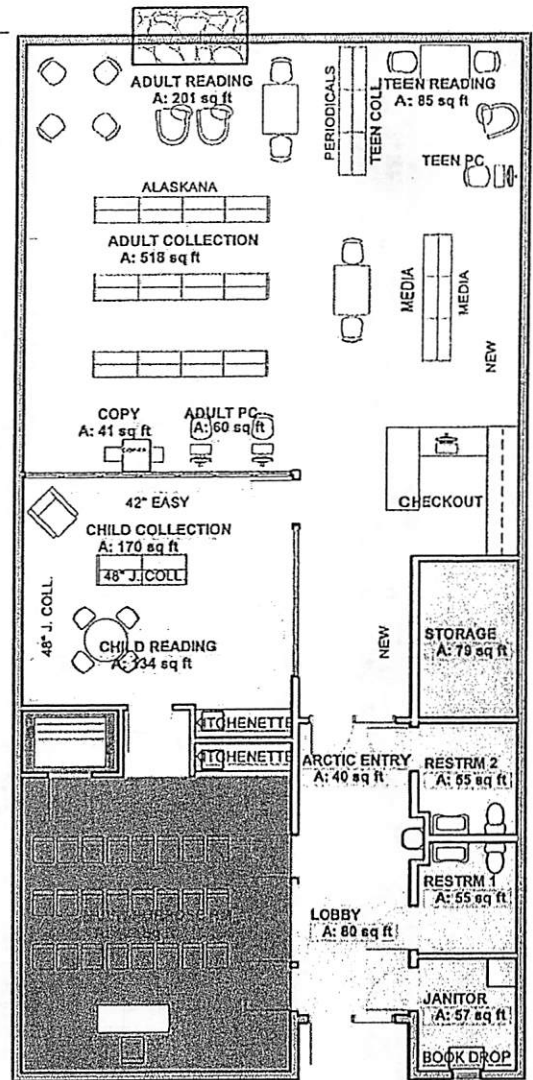 ADULT READING
A: 201 sq ft
PERIODICALS
TEEN COLL
TEEN READING
A: 85 sq ft
TEEN PC
ALASKANA
ADULT COLLECTION
A: 518 sq ft
MEDIA
MEDIA
NEW
COPY
A: 41 sq ft
COPIER
ADULT PC
A: 60 sq ft
CHECKOUT
42" EASY
CHILD COLLECTION
A: 170 sq ft
48" J. COLL.
48" J. COLL.
CHILD READING
A: 134 sq ft
NEW
STORAGE
A: 79 sq ft
KITCHENETTE
KITCHENETTE
ARCTIC ENTRY
A: 40 sq ft
RESTRM 2
A: 55 sq ft
RESTRM 1
A: 55 sq ft
LOBBY
A: 80 sq ft
JANITOR
A: 57 sq ft
BOOK DROP